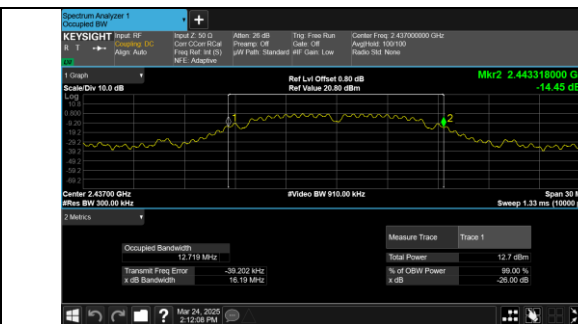 Spectrum Analyzer 1
Occupied BW
+
KEYSIGHT Input: RF Input Z: 50 Ω Atten: 26 dB Trig: Free Run Center Freq: 2.437000000 GHz
R T Coupling: DC Corr CCorr RCal Preamp: Off Gate: Off Avg|Hold: 100/100
Align: Auto Freq Ref: Int (S) µW Path: Standard #IF Gain: Low Radio Std: None
NFE: Adaptive
1 Graph
Ref Lvl Offset 0.80 dB Mkr2 2.443318000 G
Scale/Div 10.0 dB Ref Value 20.80 dBm -14.45 dB
Log
10.8
0.800
-9.20
-19.2
-29.2
-39.2
-49.2
-59.2
-69.2
1
2
Center 2.43700 GHz #Video BW 910.00 kHz Span 30 M
#Res BW 300.00 kHz Sweep 1.33 ms (10000
2 Metrics
Measure Trace Trace 1
Occupied Bandwidth
12.719 MHz Total Power 12.7 dBm
Transmit Freq Error -39.202 kHz % of OBW Power 99.00 %
x dB Bandwidth 16.19 MHz x dB -26.00 dB
? Mar 24, 2025
2:12:08 PM